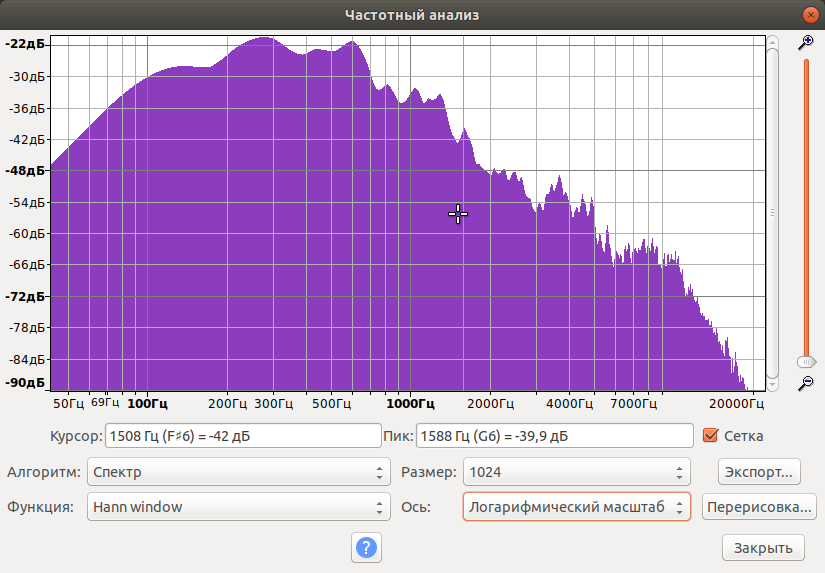 Частотный анализ
-22дБ
-30дБ
-36дБ
-42дБ
-48дБ
-54дБ
-60дБ
-66дБ
-72дБ
-78дБ
-84дБ
-90дБ
50Гц 69Гц 100Гц 200Гц 300Гц 500Гц 1000Гц 2000Гц 4000Гц 7000Гц 20000Гц
Курсор: 1508 Гц (F♯6) = -42 дБ Пик: 1588 Гц (G6) = -39,9 дБ Сетка
Алгоритм: Спектр Размер: 1024 Экспорт...
Функция: Hann window Ось: Логарифмический масштаб Перерисовка...
? Закрыть